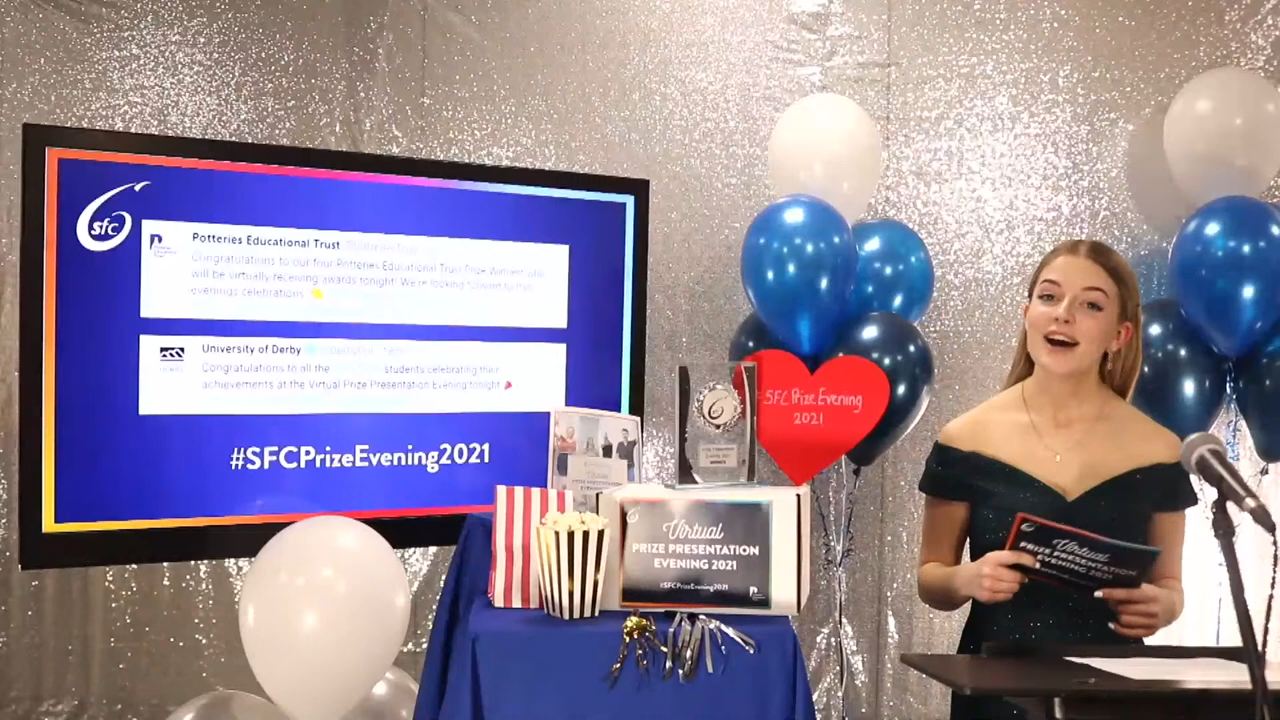 sfc
Potteries Educational Trust
Congratulations to our four Potteries Educational Trust Prize Winners who
will be virtually receiving awards tonight! We're looking forward to this
evenings celebrations
University of Derby
Congratulations to all the students celebrating their
achievements at the Virtual Prize Presentation Evening tonight
#SFCPrizeEvening2021
SFC Prize Evening
2021
Virtual
PRIZE PRESENTATION
EVENING 2021
#SFCPrizeEvening2021
Virtual
PRIZE PRESENTATION
EVENING 2021